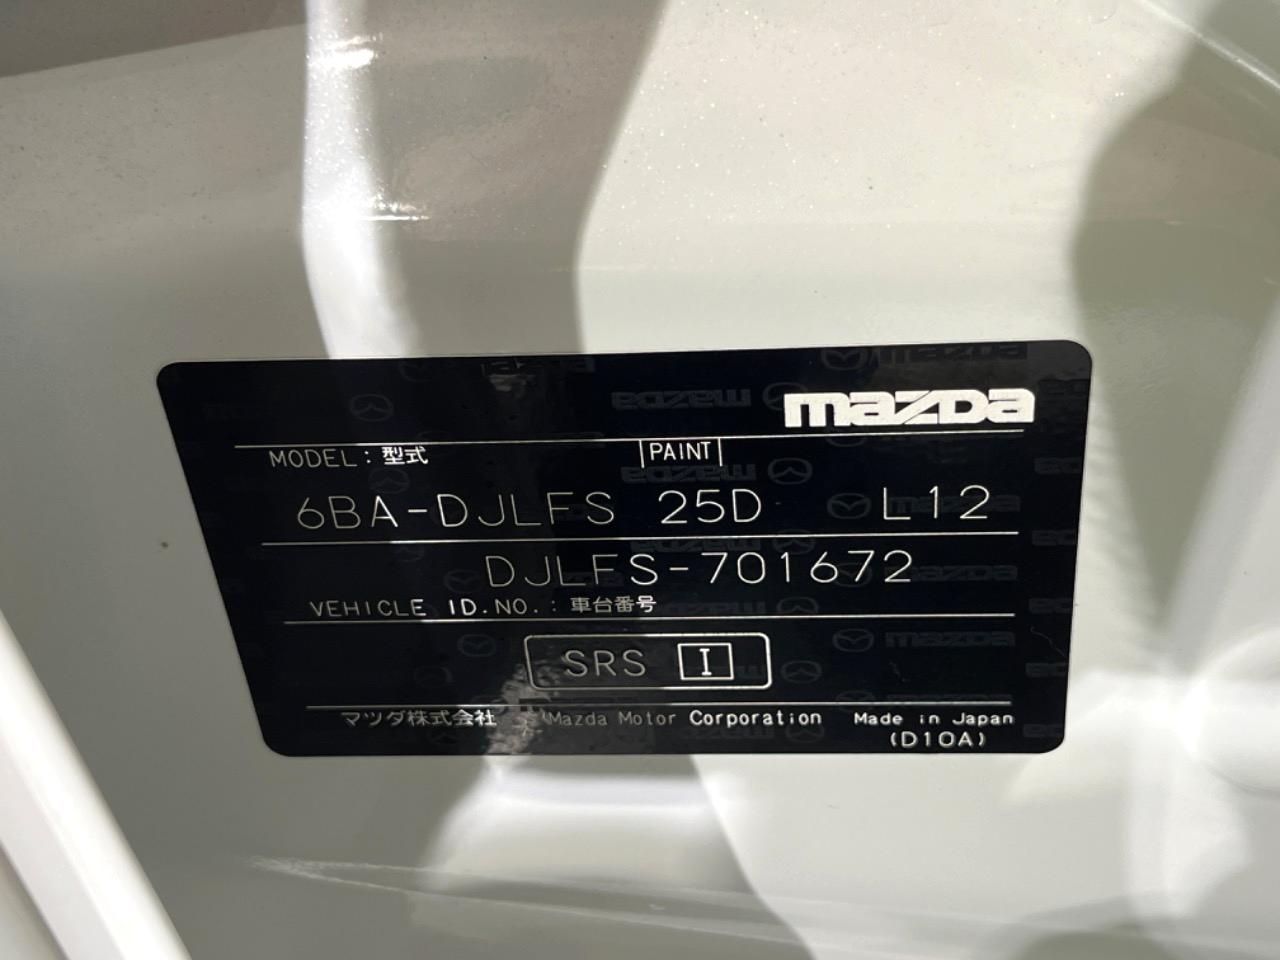 mazda
MODEL : 型式 PAINT
6BA-DJLFS 25D L12
DJLFS-701672
VEHICLE ID.NO. : 車台番号
SRS I
マツダ株式会社 Mazda Motor Corporation Made in Japan
(D10A)